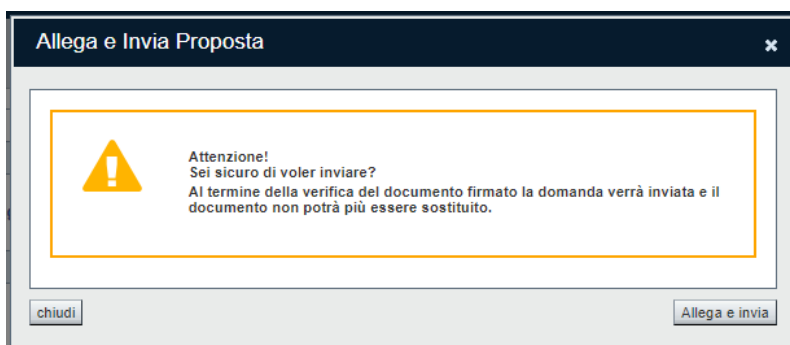 Allega e Invia Proposta
Attenzione!
Sei sicuro di voler inviare?
Al termine della verifica del documento firmato la domanda verrà inviata e il
documento non potrà più essere sostituito.
chiudi
Allega e invia